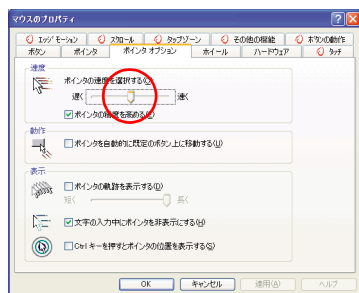 マウスのプロパティ
エッジ モーション スクロール タップゾーン その他の機能 ボタンの動作
ボタン ポインタ ポインタ オプション ホイール ハードウェア タッチ
速度
ポインタの速度を選択する(C)
遅く 速く
ポインタの精度を高める(E)
動作
ポインタを自動的に既定のボタン上に移動する(U)
表示
ポインタの軌跡を表示する(D)
短く 長く
文字の入力中にポインタを非表示にする(H)
Ctrl キーを押すとポインタの位置を表示する(S)
OK キャンセル 適用(A) ヘルプ